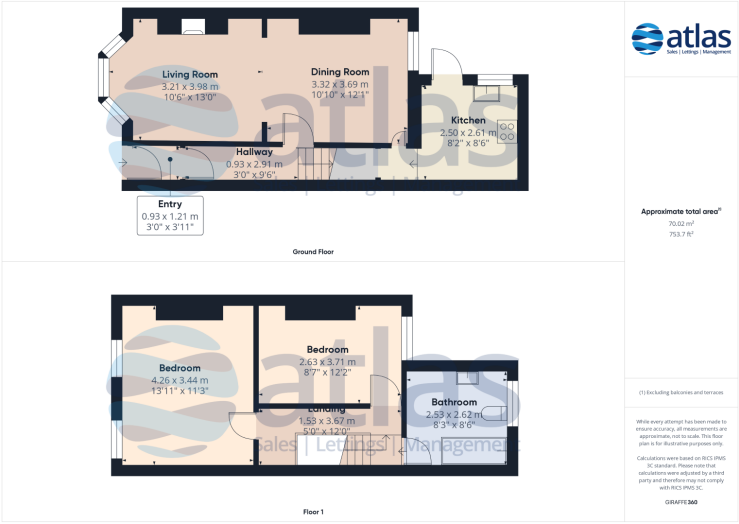 Living Room
3.21 x 3.98 m
10'6" x 13'0"
Dining Room
3.32 x 3.69 m
10'10" x 12'1"
Kitchen
2.50 x 2.61 m
8'2" x 8'6"
Hallway
0.93 x 2.91 m
3'0" x 9'6"
Entry
0.93 x 1.21 m
3'0" x 3'11"
atlas
Ground Floor
Bedroom
4.26 x 3.44 m
13'11" x 11'3"
Bedroom
2.63 x 3.71 m
8'7" x 12'2"
Landing
1.53 x 3.67 m
5'0" x 12'0"
Bathroom
2.53 x 2.62 m
8'3" x 8'6"
atlas
Sales | Lettings | Management
Floor 1
atlas
Sales | Lettings | Management
Approximate total area⁽¹⁾
70.02 m²
753.7 ft²
(1) Excluding balconies and terraces
While every attempt has been made to
ensure accuracy, all measurements are
approximate, not to scale. This floor
plan is for illustrative purposes only.
Calculations were based on RICS IPMS
3C standard. Please note that
calculations were adjusted by a third
party and therefore may not comply
with RICS IPMS 3C.
GIRAFFE360